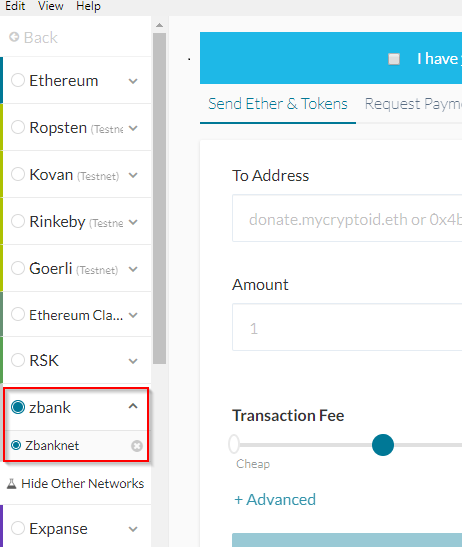 Edit View Help
Back
Ethereum
Ropsten (Testne
Kovan (Testnet)
Rinkeby (Testne
Goerli (Testnet)
Ethereum Cla...
RSK
zbank
Zbanknet
Hide Other Networks
Expanse
I have y
Send Ether & Tokens Request Paym
To Address
donate.mycryptoid.eth or 0x4b
Amount
1
Transaction Fee
Cheap
+ Advanced